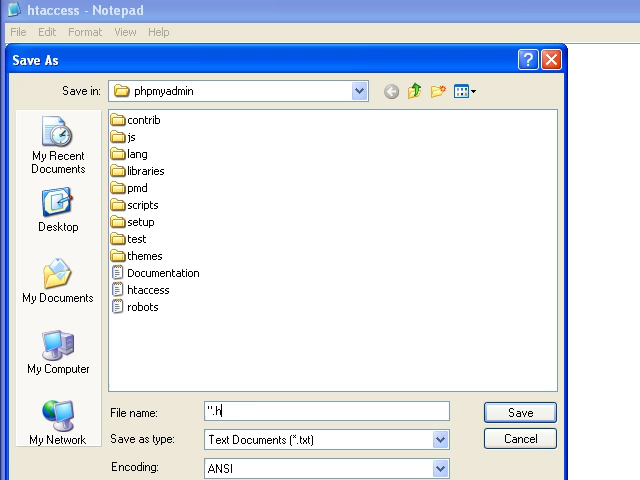 htaccess - Notepad
File Edit Format View Help
Save As
Save in: phpmyadmin
contrib
js
lang
libraries
pmd
scripts
setup
test
themes
Documentation
htaccess
robots
My Recent
Documents
Desktop
My Documents
My Computer
My Network
File name: ".h Save
Save as type: Text Documents (*.txt) Cancel
Encoding: ANSI